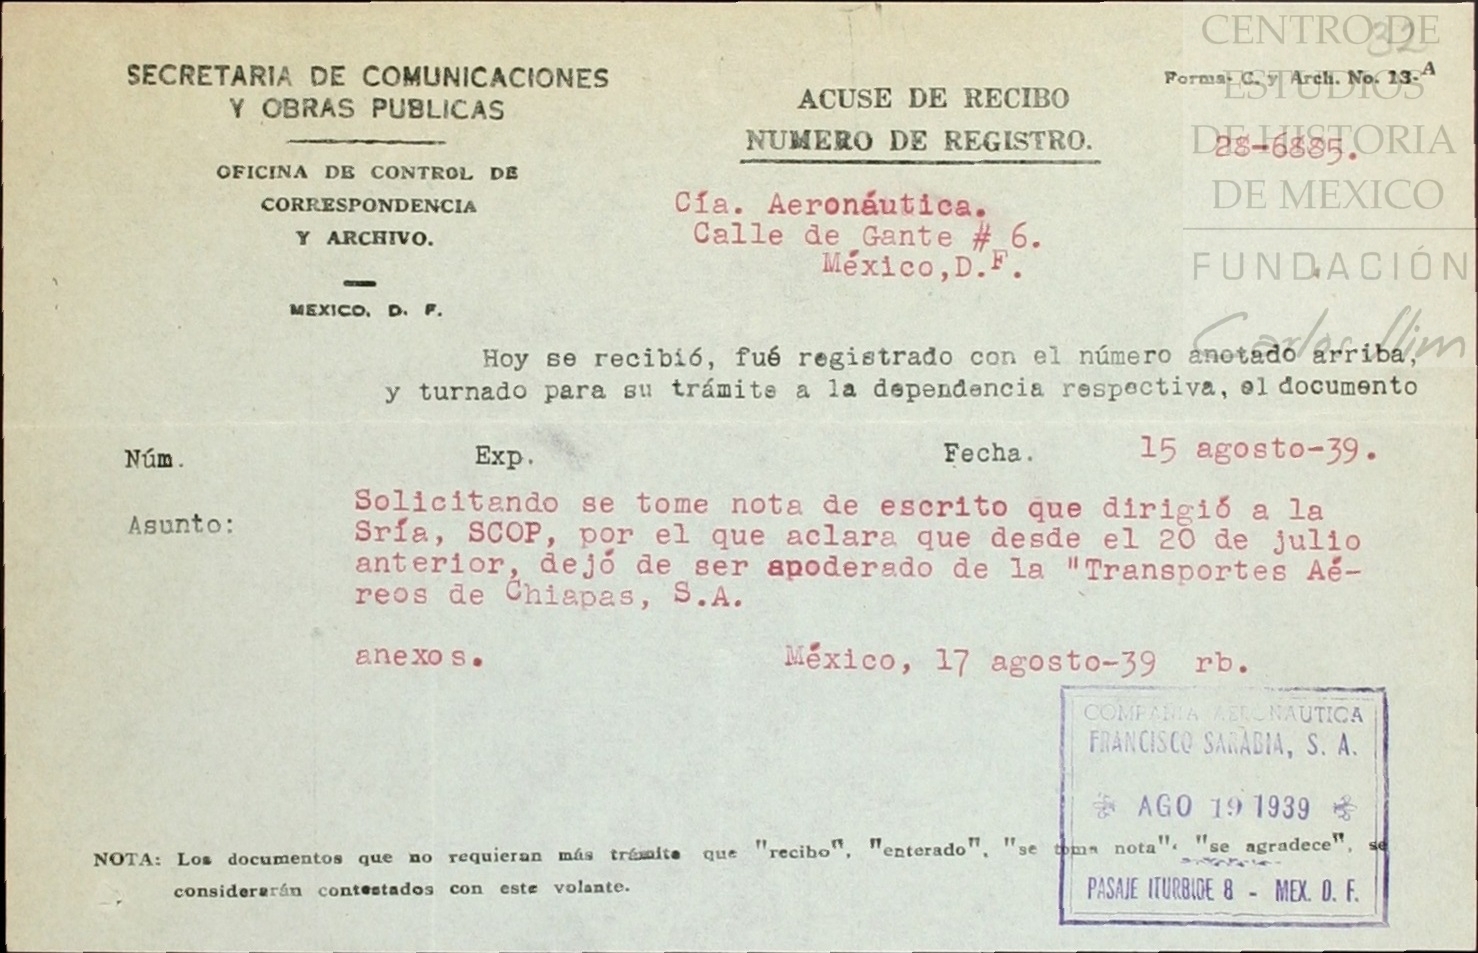 SECRETARIA DE COMUNICACIONES
Y OBRAS PUBLICAS
OFICINA DE CONTROL DE
CORRESPONDENCIA
Y ARCHIVO.
MEXICO. D. F.
ACUSE DE RECIBO
NUMERO DE REGISTRO.
Forma. C. y Arch. No. 13-A
32
28-6885.
CENTRO DE
ESTUDIOS
DE HISTORIA
DE MEXICO
FUNDACIÓN
Carlos Slim
Cía. Aeronáutica.
Calle de Gante # 6.
México,D.F.
Hoy se recibió, fué registrado con el número anotado arriba,
y turnado para su trámite a la dependencia respectiva, el documento
Núm. Exp. Fecha. 15 agosto-39.
Asunto: Solicitando se tome nota de escrito que dirigió a la
Sría, SCOP, por el que aclara que desde el 20 de julio
anterior, dejó de ser apoderado de la "Transportes Aé-
reos de Chiapas, S.A.
anexos. México, 17 agosto-39 rb.
COMPAÑIA AERONAUTICA
FRANCISCO SARABIA, S. A.
AGO 19 1939
PASAJE ITURBIDE 8 - MEX. D. F.
NOTA: Los documentos que no requieran más trámite que "recibo", "enterado", "se toma nota", "se agradece", se
considerarán contestados con este volante.